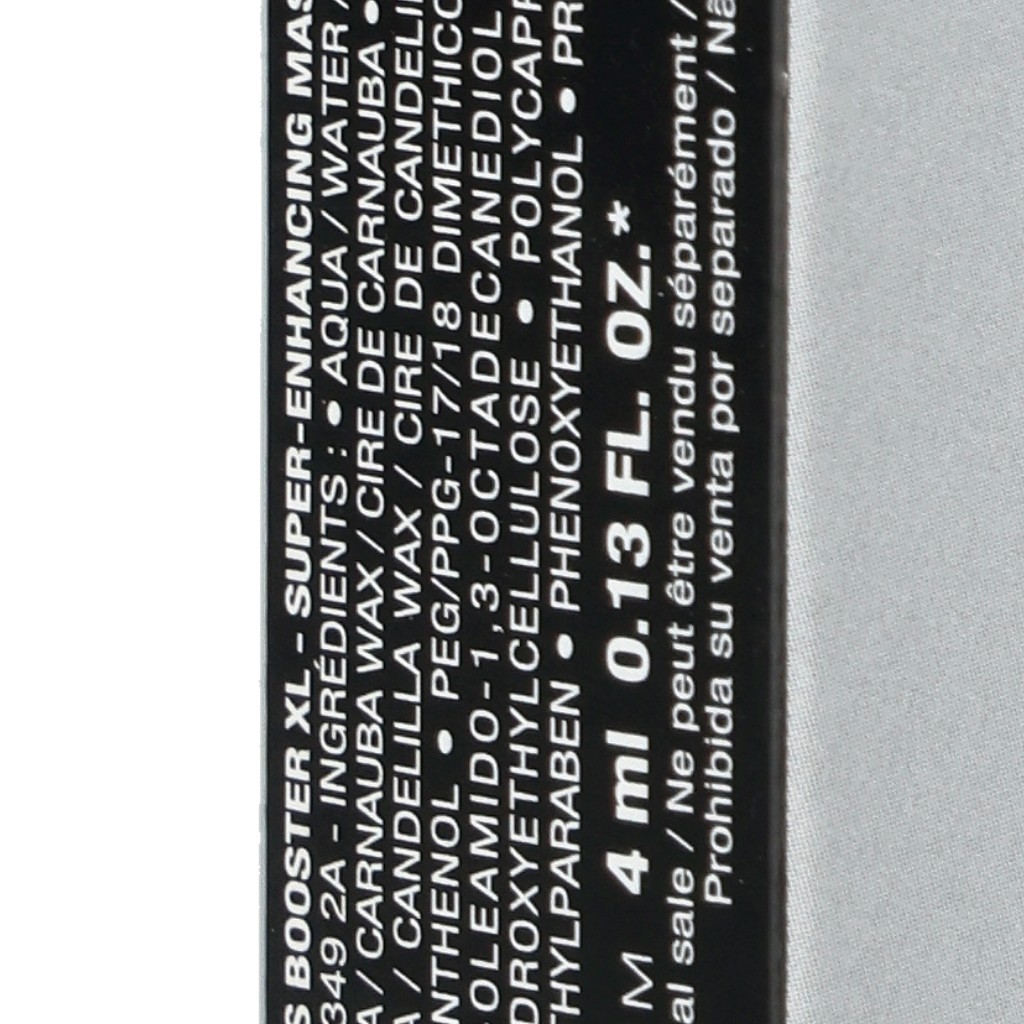 S BOOSTER XL - SUPER-ENHANCING MAS
349 2A - INGRÉDIENTS : • AQUA / WATER /
A / CARNAUBA WAX / CIRE DE CARNAUBA •
A / CANDELILLA WAX / CIRE DE CANDELI
NTHENOL • PEG/PPG-17/18 DIMETHICO
OLEAMIDO-1,3-OCTADECANEDIOL
DROXYETHYLCELLULOSE • POLYCAPR
THYLPARABEN • PHENOXYETHANOL • PR
M 4 ml 0.13 FL. OZ.*
al sale / Ne peut être vendu séparément /
Prohibida su venta por separado / Nã